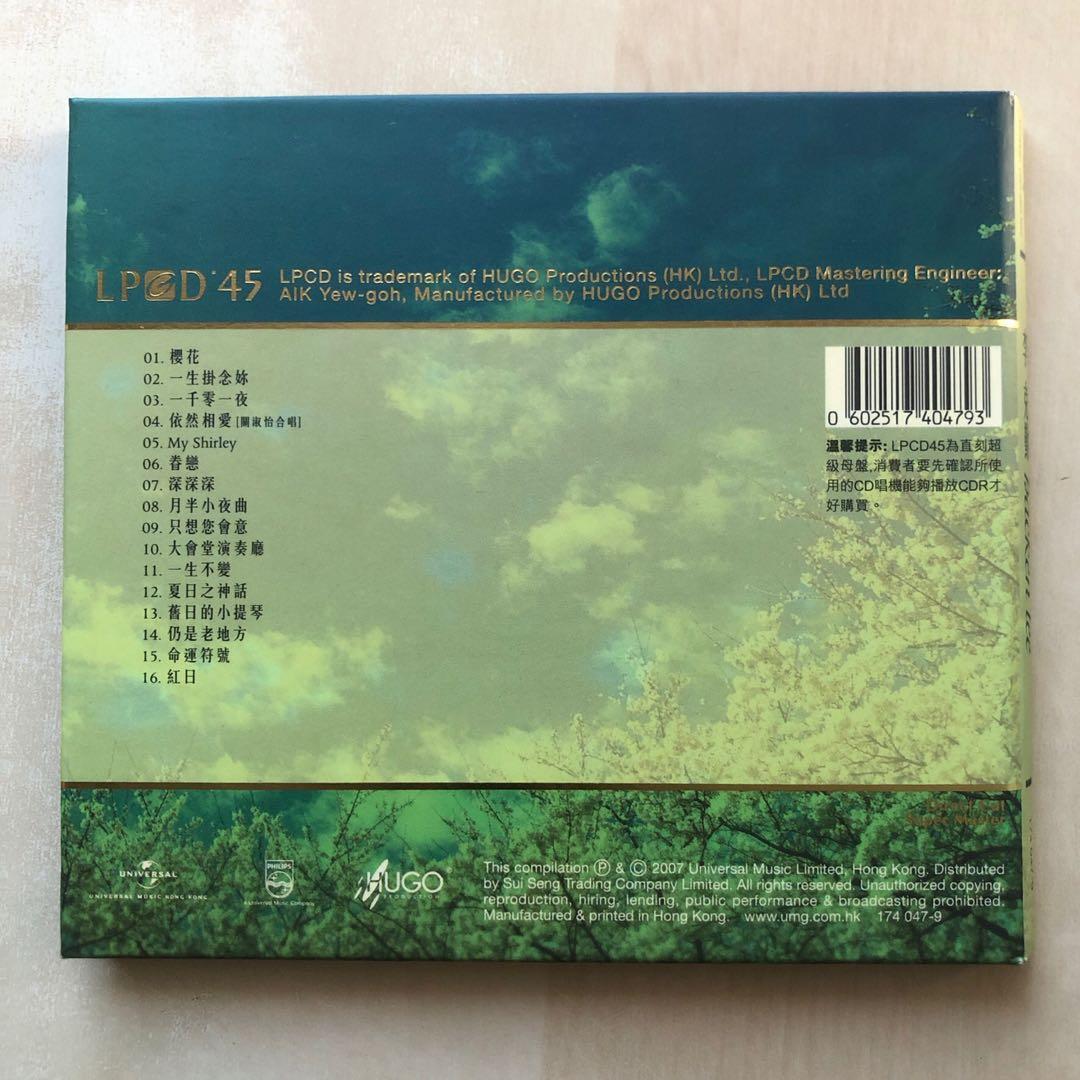 LPCD 45
LPCD is trademark of HUGO Productions (HK) Ltd., LPCD Mastering Engineer:
AIK Yew-goh, Manufactured by HUGO Productions (HK) Ltd
01. 櫻花
02. 一生掛念妳
03. 一千零一夜
04. 依然相愛 [關淑怡合唱]
05. My Shirley
06. 眷戀
07. 深深深
08. 月半小夜曲
09. 只想您會意
10. 大會堂演奏廳
11. 一生不變
12. 夏日之神話
13. 舊日的小提琴
14. 仍是老地方
15. 命運符號
16. 紅日
0 602517 404793
溫馨提示: LPCD45為直刻超
級母盤,消費者要先確認所使
用的CD唱機能夠播放CDR才
好購買。
Direct Cut
Super Master
UNIVERSAL
UNIVERSAL MUSIC HONG KONG
PHILIPS
A Universal Music Company
HUGO
PRODUCTION
This compilation Ⓟ & © 2007 Universal Music Limited, Hong Kong. Distributed
by Sui Seng Trading Company Limited. All rights reserved. Unauthorized copying,
reproduction, hiring, lending, public performance & broadcasting prohibited.
Manufactured & printed in Hong Kong. www.umg.com.hk 174 047-9